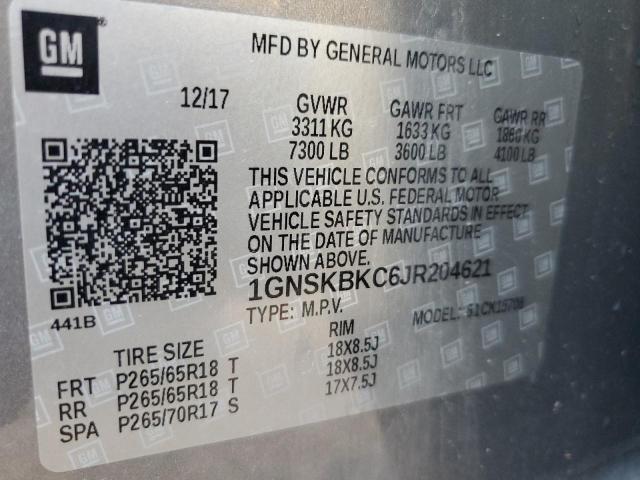 GM
MFD BY GENERAL MOTORS LLC
12/17 GVWR GAWR FRT GAWR RR
3311 KG 1633 KG 1860 KG
7300 LB 3600 LB 4100 LB
THIS VEHICLE CONFORMS TO ALL
APPLICABLE U.S. FEDERAL MOTOR
VEHICLE SAFETY STANDARDS IN EFFECT
ON THE DATE OF MANUFACTURE
SHOWN ABOVE.
1GNSKBKC6JR204621
441B
TYPE: M.P.V. MODEL:
TIRE SIZE RIM
FRT P265/65R18 T 18X8.5J
RR P265/65R18 T 18X8.5J
SPA P265/70R17 S 17X7.5J